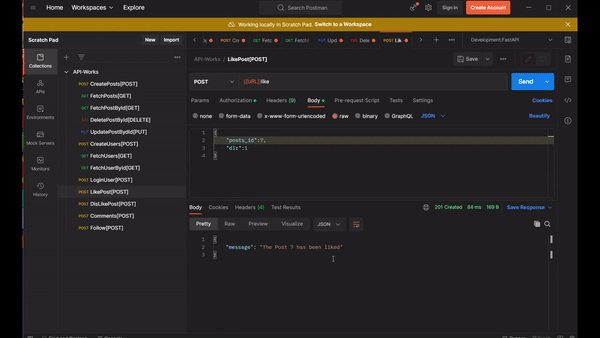 Home Workspaces Explore Search Postman Sign In Create Account
Working locally in Scratch Pad. Switch to a Workspace
Scratch Pad New Import
POST Cre GET Fetc GET Fetch PUT Upd DEL Dele POST Lik Development:FastAPI
Collections
APIs
Environments
Mock Servers
Monitors
History
API-Works
POST CreatePosts[POST]
GET FetchPosts[GET]
GET FetchPostById[GET]
DEL DeletePostById[DELETE]
PUT UpdatePostBydId[PUT]
POST CreateUsers[POST]
GET FetchUsers[GET]
GET FetchUserById[GET]
POST LoginUser[POST]
POST LikePost[POST]
POST DisLikePost[POST]
POST Comments[POST]
POST Follow[POST]
API-Works / LikePost[POST] Save
POST {{URL}}like Send
Params Authorization Headers (9) Body Pre-request Script Tests Settings Cookies
none form-data x-www-form-urlencoded raw binary GraphQL JSON Beautify
1 {
2 "posts_id":7,
3 "dir":1
4 }
Body Cookies Headers (4) Test Results 201 Created 84 ms 169 B Save Response
Pretty Raw Preview Visualize JSON
1 {
2 "message": "The Post 7 has been liked"
3 }